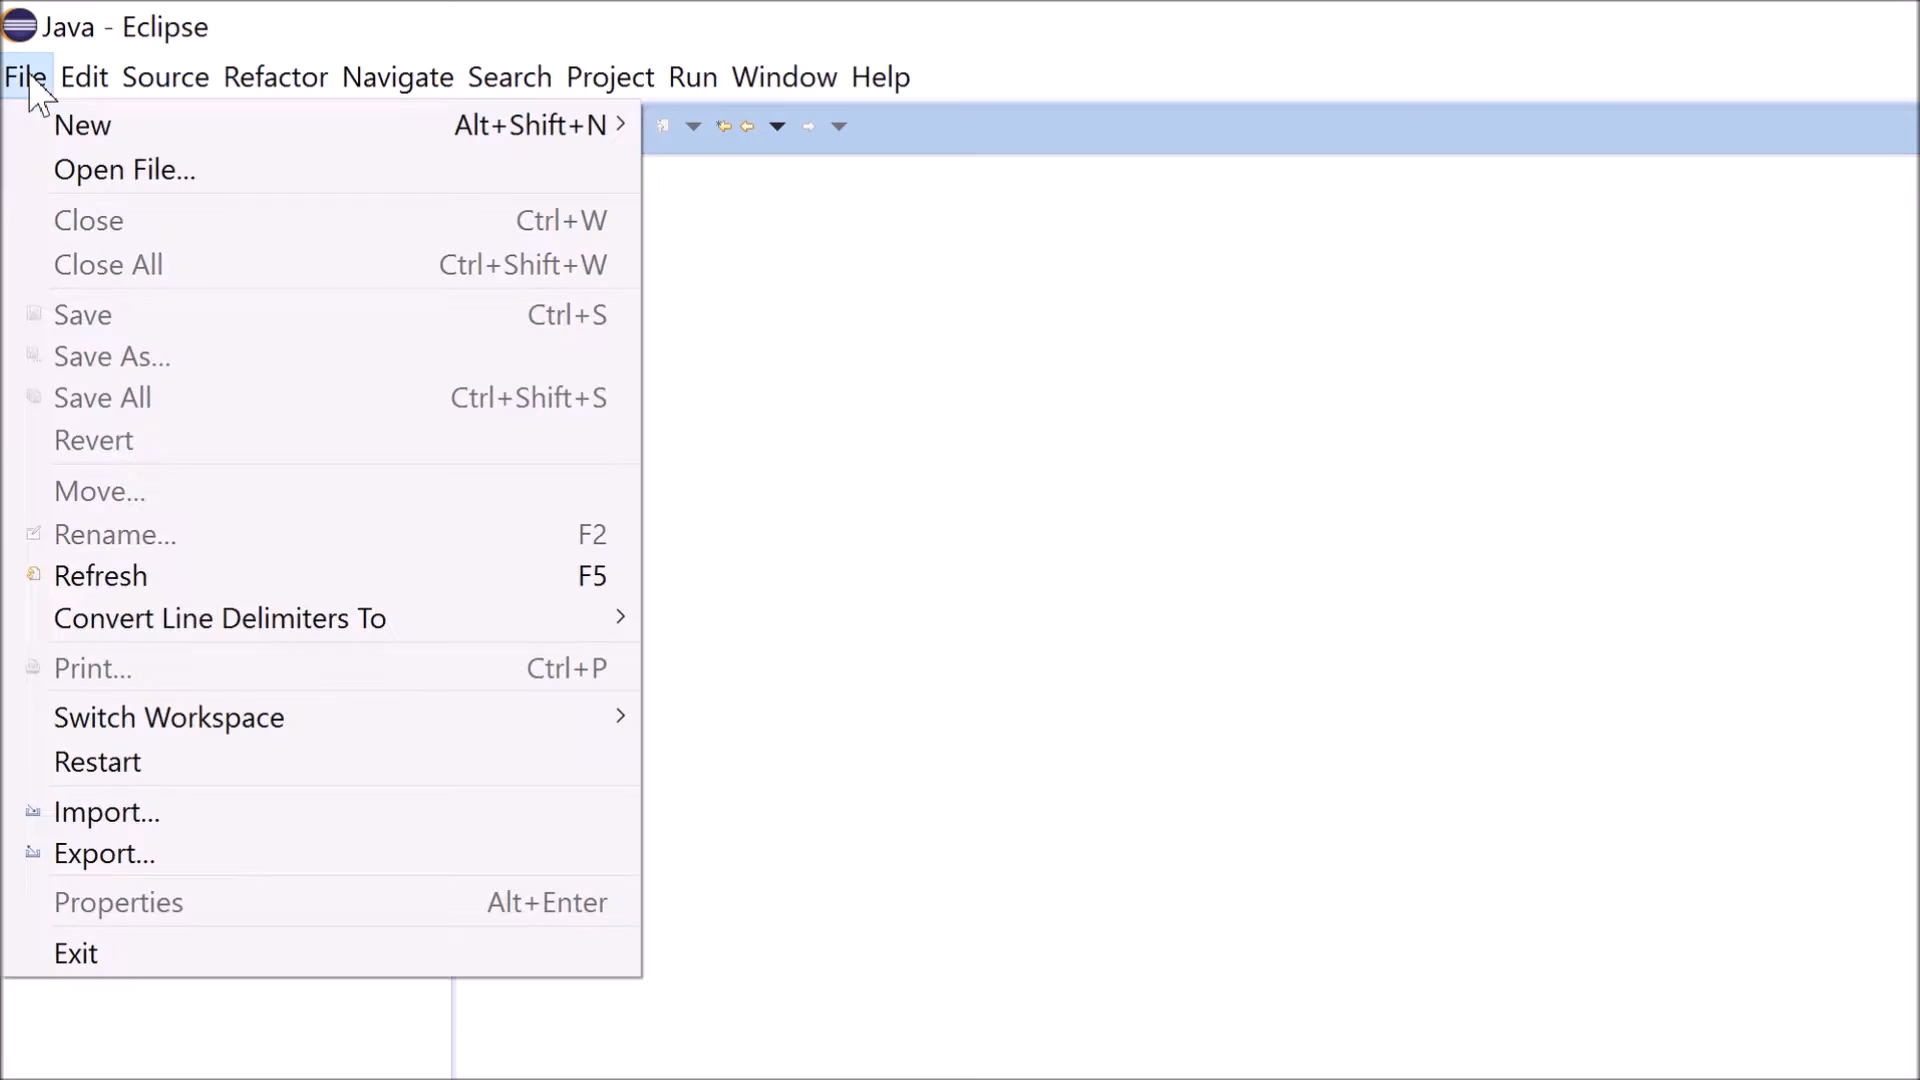 Java - Eclipse
File Edit Source Refactor Navigate Search Project Run Window Help
New Alt+Shift+N
Open File...
Close Ctrl+W
Close All Ctrl+Shift+W
Save Ctrl+S
Save As...
Save All Ctrl+Shift+S
Revert
Move...
Rename... F2
Refresh F5
Convert Line Delimiters To
Print... Ctrl+P
Switch Workspace
Restart
Import...
Export...
Properties Alt+Enter
Exit